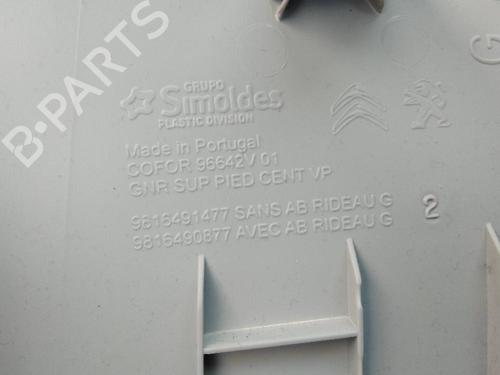 B-PARTS
GRUPO
Simoldes
PLASTIC DIVISION
Made in Portugal
COFOR 96642V 01
GNR SUP PIED CENT VP
9816491477 SANS AB RIDEAU G
9816490877 AVEC AB RIDEAU G
2
G